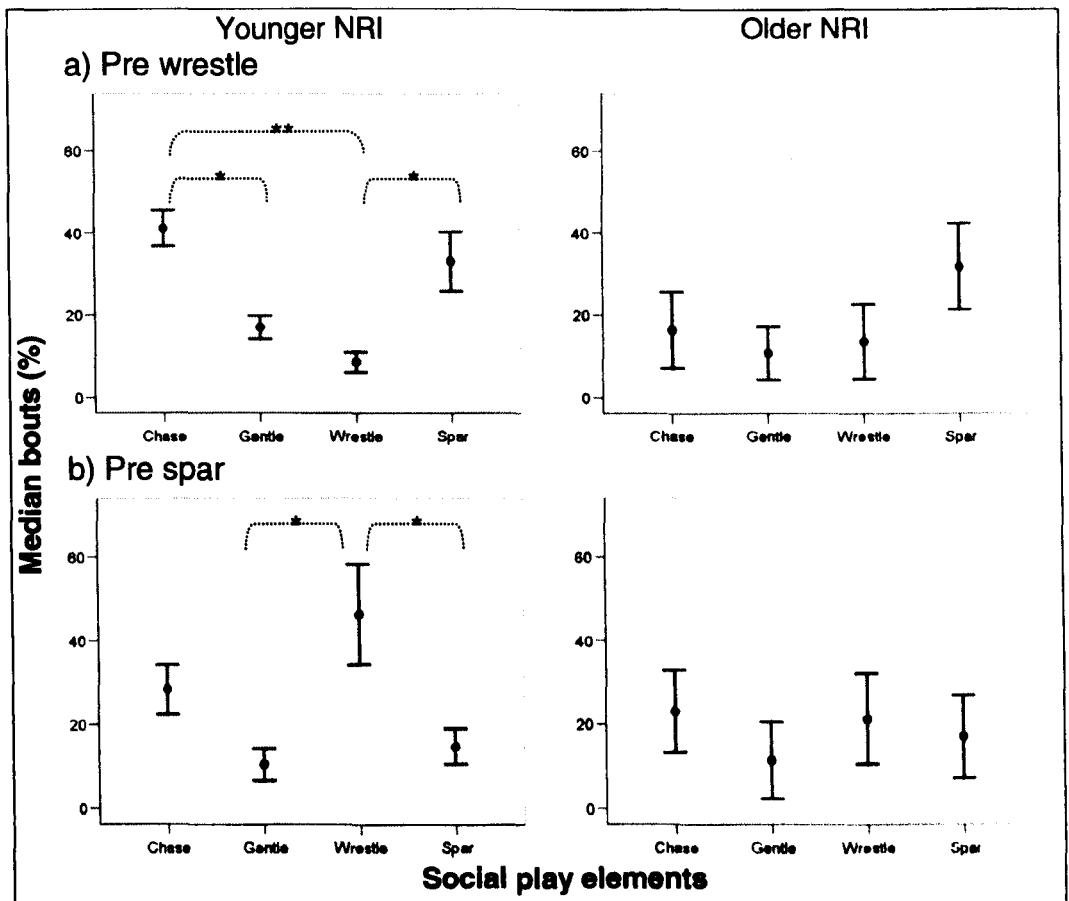 Younger NRI Older NRI
a) Pre wrestle
** 
* *
60
40
20
0
Chase Gentle Wrestle Spar
60
40
20
0
Chase Gentle Wrestle Spar
b) Pre spar
* *
60
40
20
0
Chase Gentle Wrestle Spar
60
40
20
0
Chase Gentle Wrestle Spar
Median bouts (%)
Social play elements